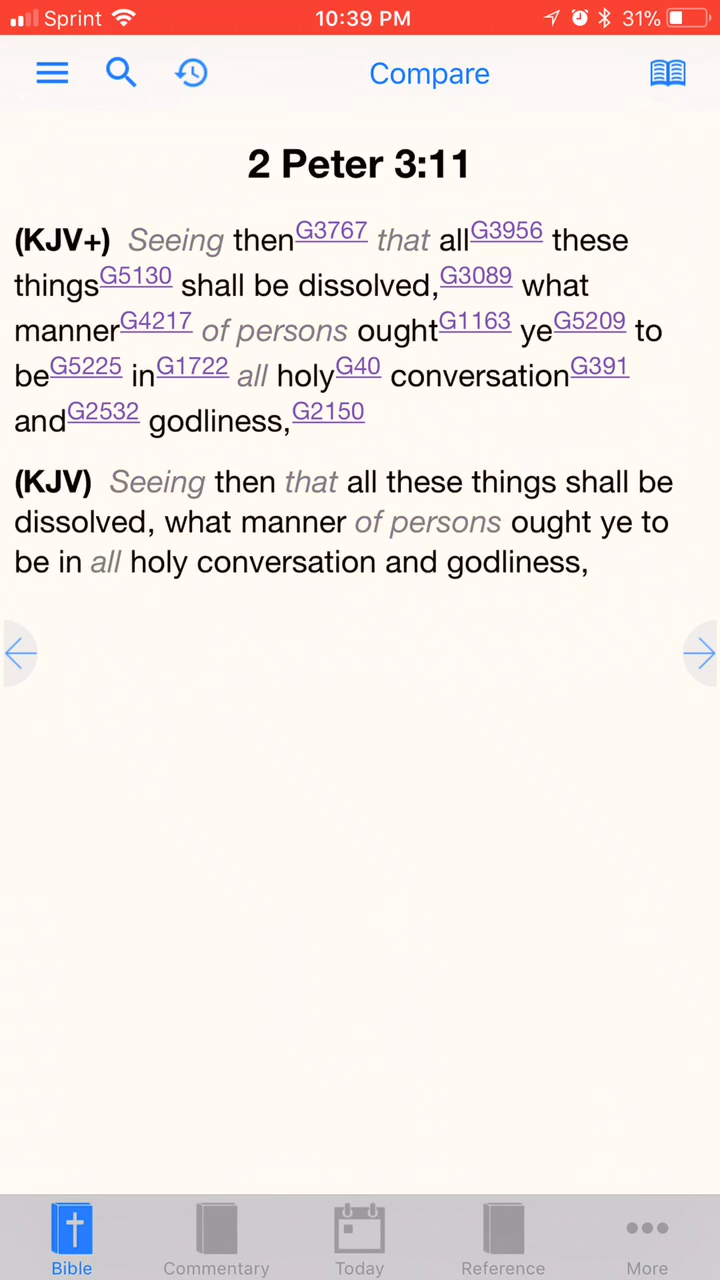 Sprint 10:39 PM 31%
Compare
2 Peter 3:11
(KJV+) Seeing thenG3767 that allG3956 these
thingsG5130 shall be dissolved,G3089 what
mannerG4217 of persons oughtG1163 yeG5209 to
beG5225 inG1722 all holyG40 conversationG391
andG2532 godliness,G2150
(KJV) Seeing then that all these things shall be
dissolved, what manner of persons ought ye to
be in all holy conversation and godliness,
Bible Commentary Today Reference More